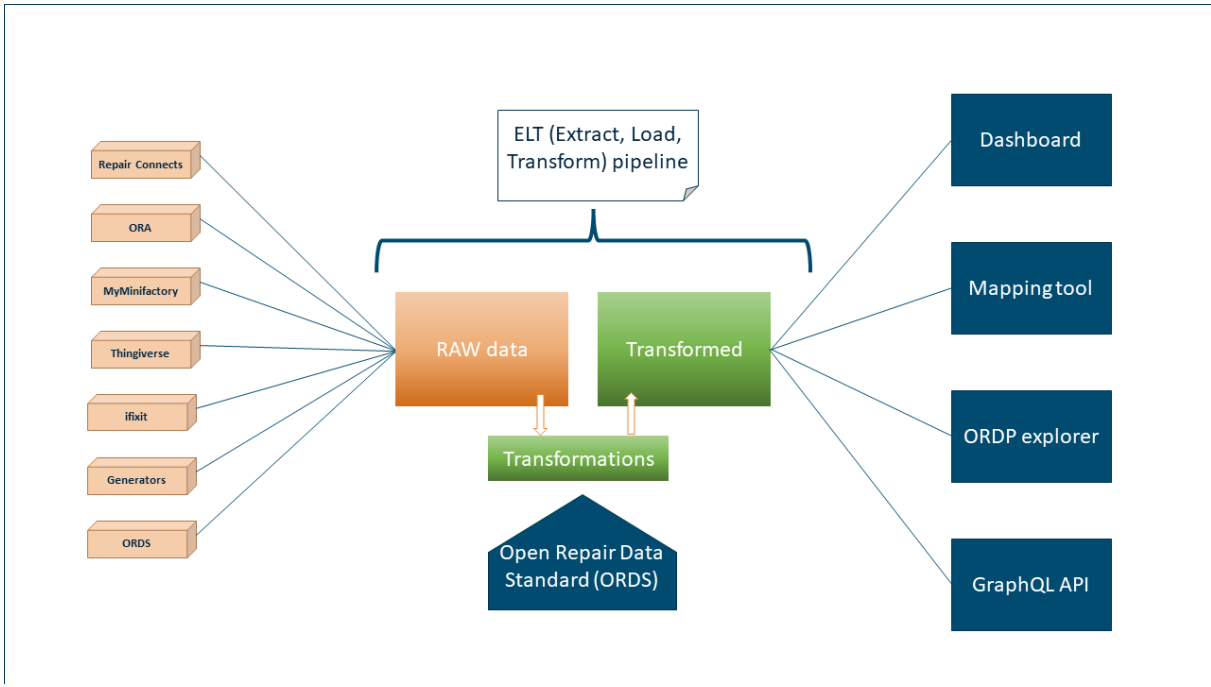 ELT (Extract, Load,
Transform) pipeline
Repair Connects
ORA
MyMinifactory
Thingiverse
ifixit
Generators
ORDS
RAW data
Transformed
Transformations
Open Repair Data
Standard (ORDS)
Dashboard
Mapping tool
ORDP explorer
GraphQL API